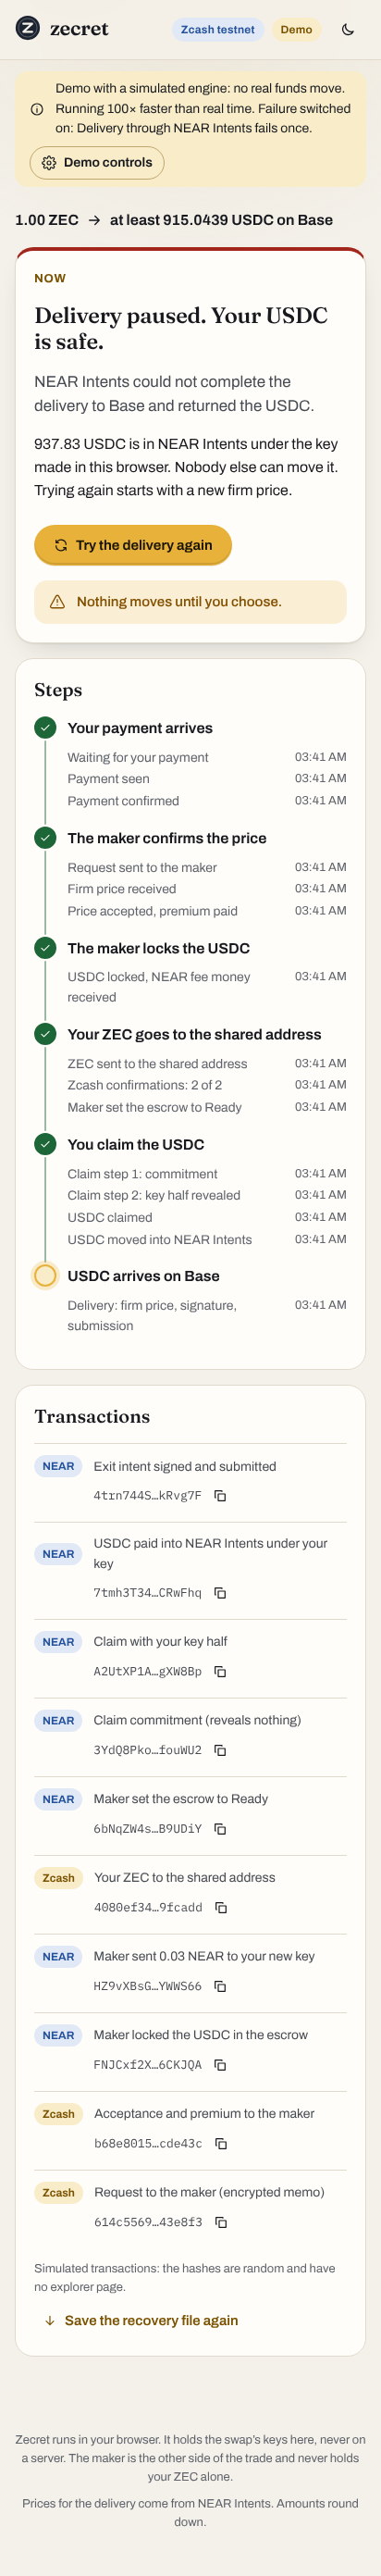 zecret
Zcash testnet
Demo
Demo with a simulated engine: no real funds move.
Running 100× faster than real time. Failure switched
on: Delivery through NEAR Intents fails once.
Demo controls
1.00 ZEC → at least 915.0439 USDC on Base
NOW
Delivery paused. Your USDC
is safe.
NEAR Intents could not complete the
delivery to Base and returned the USDC.
937.83 USDC is in NEAR Intents under the key
made in this browser. Nobody else can move it.
Trying again starts with a new firm price.
Try the delivery again
Nothing moves until you choose.
Steps
Your payment arrives
Waiting for your payment 03:41 AM
Payment seen 03:41 AM
Payment confirmed 03:41 AM
The maker confirms the price
Request sent to the maker 03:41 AM
Firm price received 03:41 AM
Price accepted, premium paid 03:41 AM
The maker locks the USDC
USDC locked, NEAR fee money 03:41 AM
received
Your ZEC goes to the shared address
ZEC sent to the shared address 03:41 AM
Zcash confirmations: 2 of 2 03:41 AM
Maker set the escrow to Ready 03:41 AM
You claim the USDC
Claim step 1: commitment 03:41 AM
Claim step 2: key half revealed 03:41 AM
USDC claimed 03:41 AM
USDC moved into NEAR Intents 03:41 AM
USDC arrives on Base
Delivery: firm price, signature, 03:41 AM
submission
Transactions
NEAR Exit intent signed and submitted
4trn744S…kRvg7F
NEAR USDC paid into NEAR Intents under your
key
7tmh3T34…CRwFhq
NEAR Claim with your key half
A2UtXP1A…gXW8Bp
NEAR Claim commitment (reveals nothing)
3YdQ8Pko…fouWU2
NEAR Maker set the escrow to Ready
6bNqZW4s…B9UDiY
Zcash Your ZEC to the shared address
4080ef34…9fcadd
NEAR Maker sent 0.03 NEAR to your new key
HZ9vXBsG…YWWS66
NEAR Maker locked the USDC in the escrow
FNJCxf2X…6CKJQA
Zcash Acceptance and premium to the maker
b68e8015…cde43c
Zcash Request to the maker (encrypted memo)
614c5569…43e8f3
Simulated transactions: the hashes are random and have
no explorer page.
Save the recovery file again
Zecret runs in your browser. It holds the swap's keys here, never on
a server. The maker is the other side of the trade and never holds
your ZEC alone.
Prices for the delivery come from NEAR Intents. Amounts round
down.